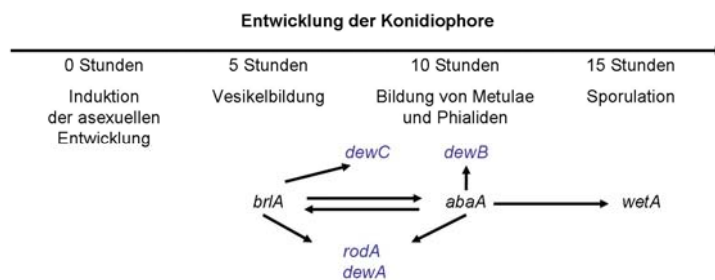 Entwicklung der Konidiophore
0 Stunden
5 Stunden
10 Stunden
15 Stunden
Induktion
der asexuellen
Entwicklung
Vesikelbildung
Bildung von Metulae
und Phialiden
Sporulation
dewC
dewB
brlA
abaA
wetA
rodA
dewA